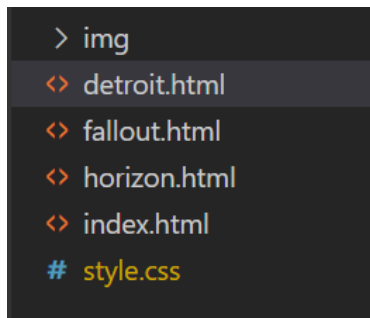 img
detroit.html
fallout.html
horizon.html
index.html
# style.css